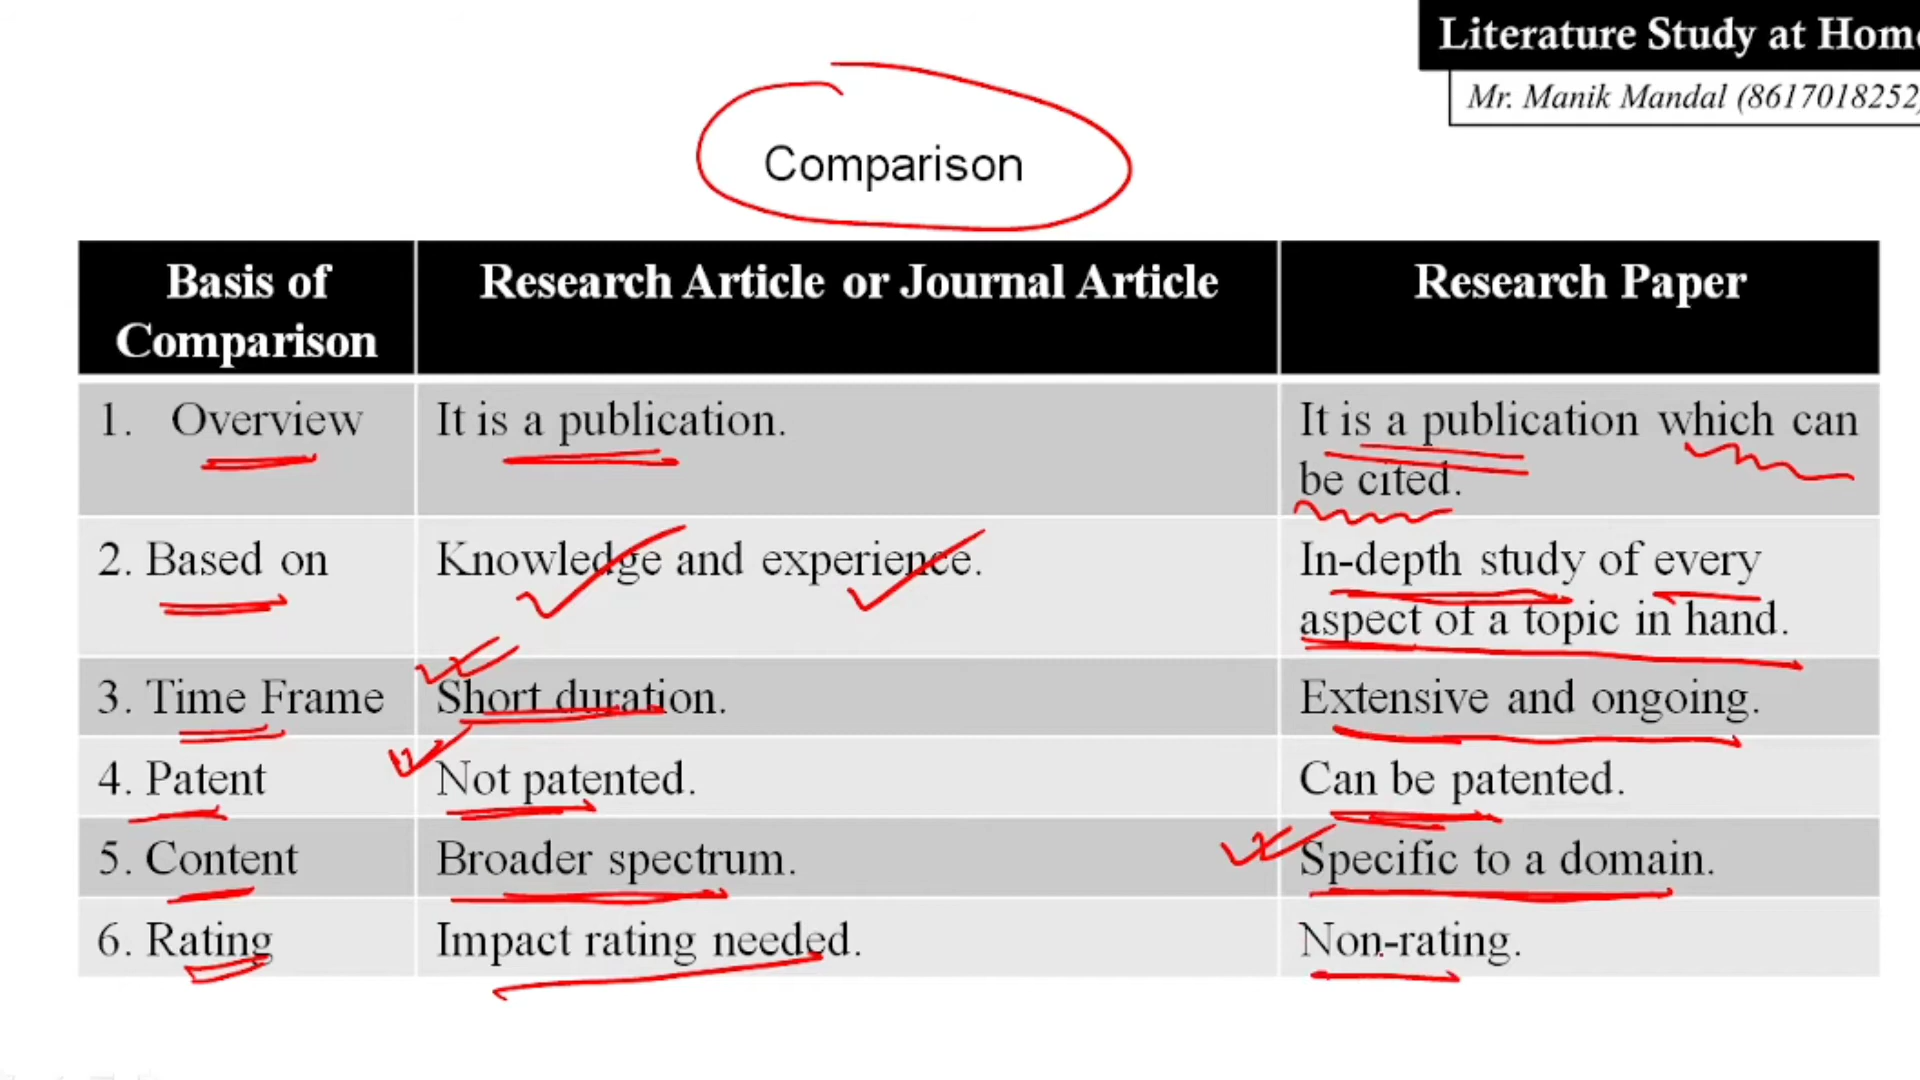 Literature Study at Hom
Mr. Manik Mandal (8617018252)
Comparison
Basis of Comparison
Research Article or Journal Article
Research Paper
1. Overview
It is a publication.
It is a publication which can
be cited.
2. Based on
Knowledge and experience.
In-depth study of every
aspect of a topic in hand.
3. Time Frame
Short duration.
Extensive and ongoing.
4. Patent
Not patented.
Can be patented.
5. Content
Broader spectrum.
Specific to a domain.
6. Rating
Impact rating needed.
Non-rating.